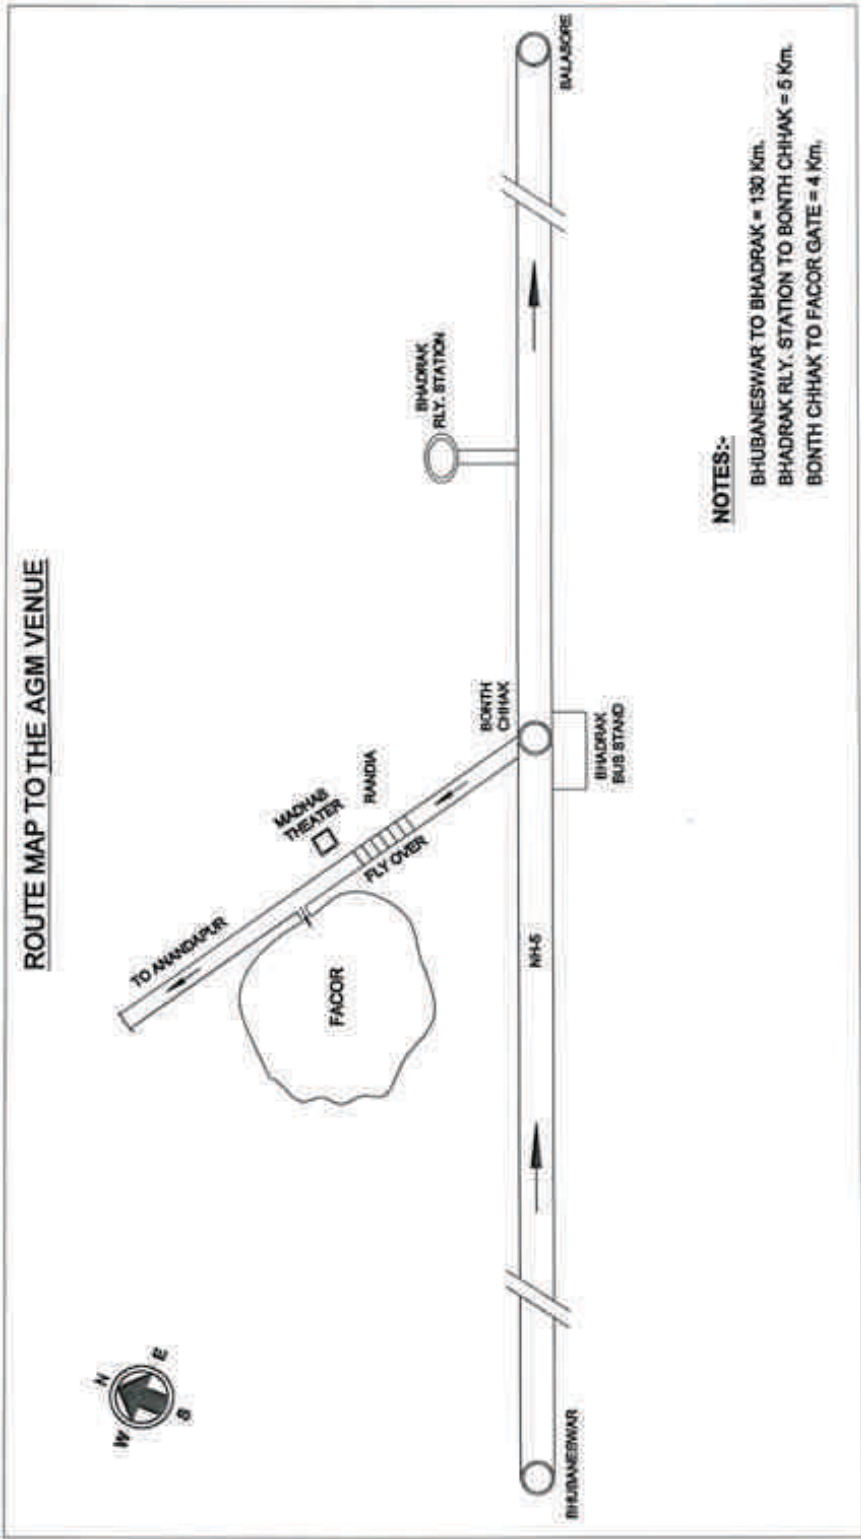 ROUTE MAP TO THE AGM VENUE
N
W
E
S
TO ANANDAPUR
MADHAB
THEATER
RANDIA
FLY OVER
FACOR
BONTH
CHHAK
BHADRAK
RLY. STATION
NH-5
BHUBANESWAR
BHADRAK
BUS STAND
BALASORE
NOTES:-
BHUBANESWAR TO BHADRAK = 130 Km.
BHADRAK RLY. STATION TO BONTH CHHAK = 5 Km.
BONTH CHHAK TO FACOR GATE = 4 Km.